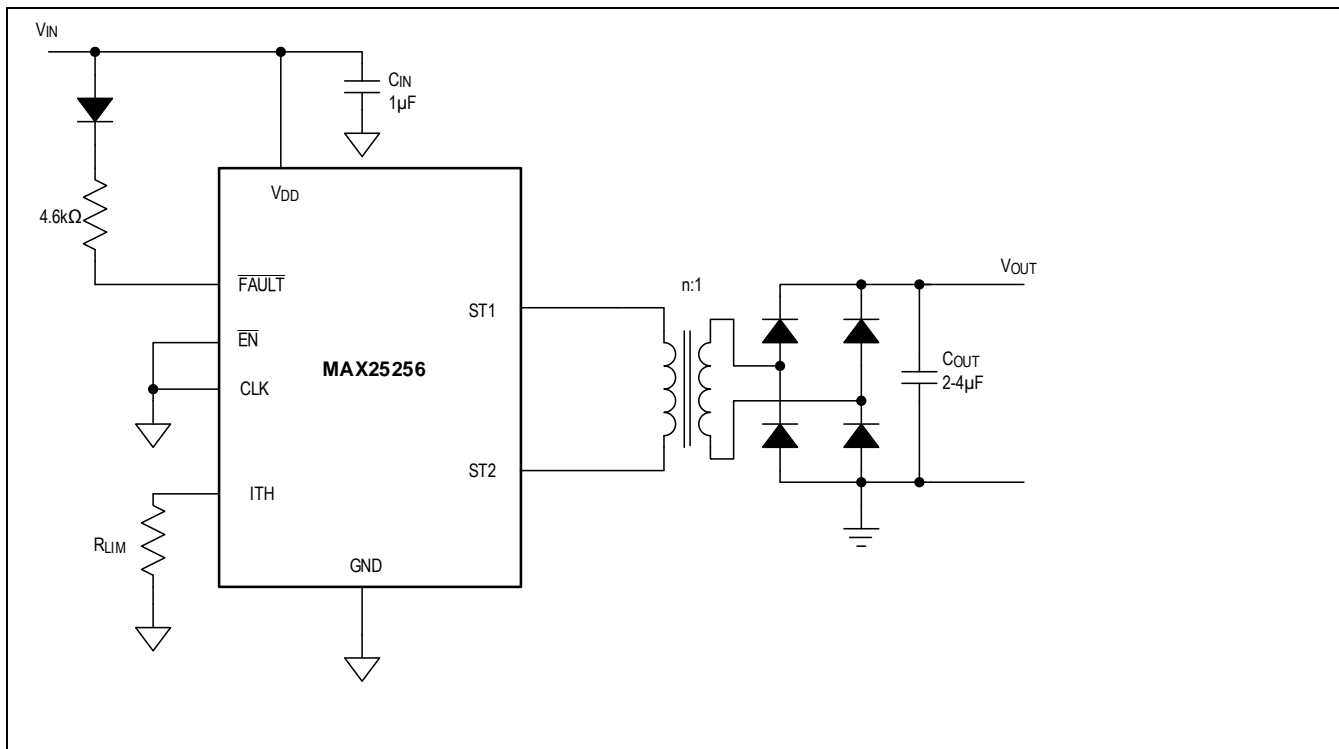 VIN
CIN
1µF
VDD
4.6kΩ
FAULT
EN
CLK
ITH
RLIM
MAX25256
ST1
ST2
GND
n:1
VOUT
COUT
2-4µF